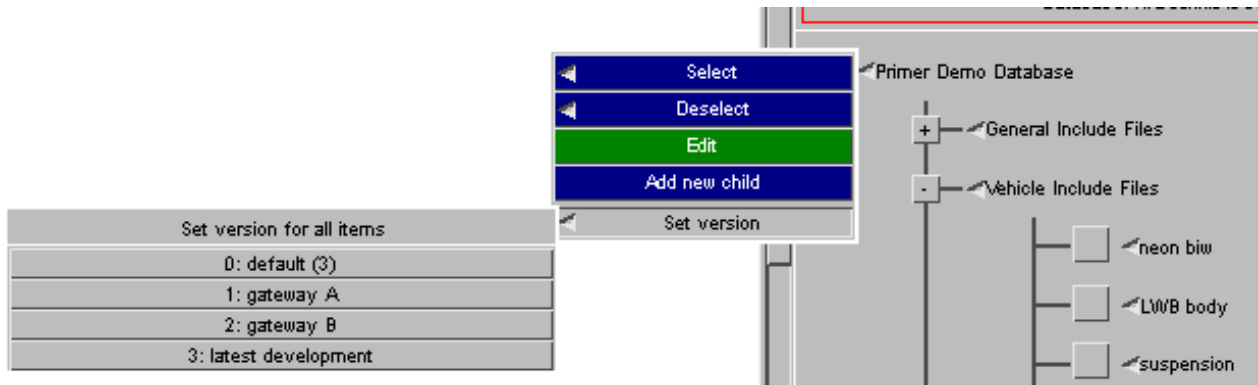 Select
Deselect
Edit
Add new child
Set version
Set version for all items
0: default (3)
1: gateway A
2: gateway B
3: latest development
Primer Demo Database
+
General Include Files
-
Vehicle Include Files
neon biw
LWB body
suspension